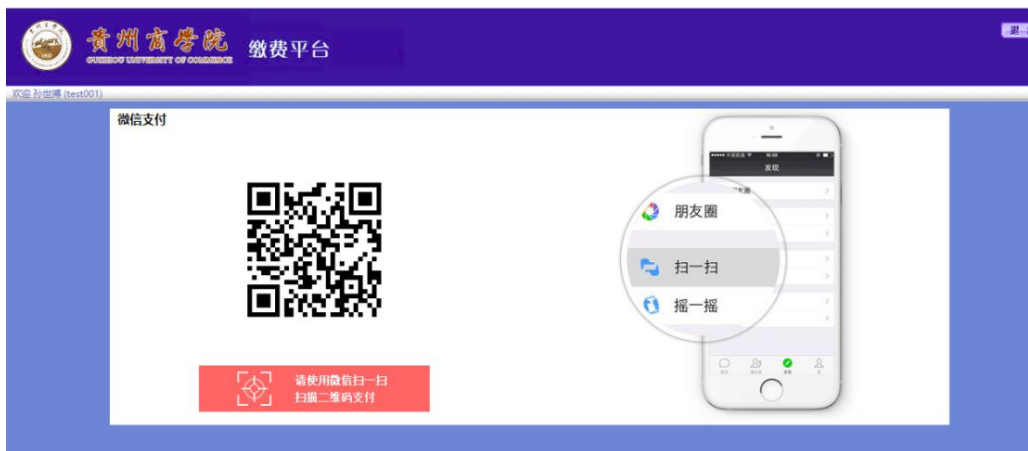 貴州商學院
GUIZHOU UNIVERSITY OF COMMERCE
缴费平台
退
欢迎 孙世博 (test001)
微信支付
发现
朋友圈
扫一扫
摇一摇
请使用微信扫一扫
扫描二维码支付